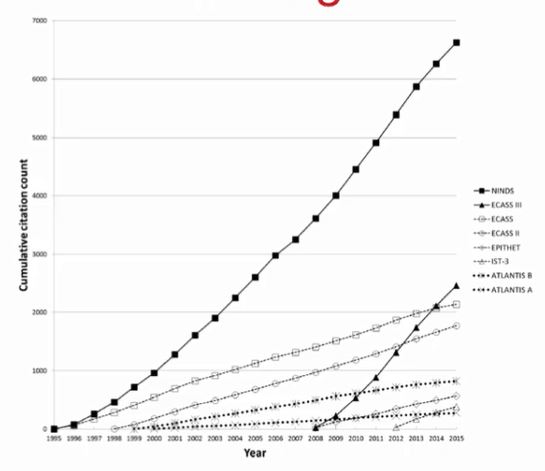 7000
6000
5000
4000
3000
2000
1000
0
Cumulative citation count
1995 1996 1997 1998 1999 2000 2001 2002 2003 2004 2005 2006 2007 2008 2009 2010 2011 2012 2013 2014 2015
Year
NINDS
ECASS III
ECASS
ECASS II
EPITHET
IST-3
ATLANTIS B
ATLANTIS A